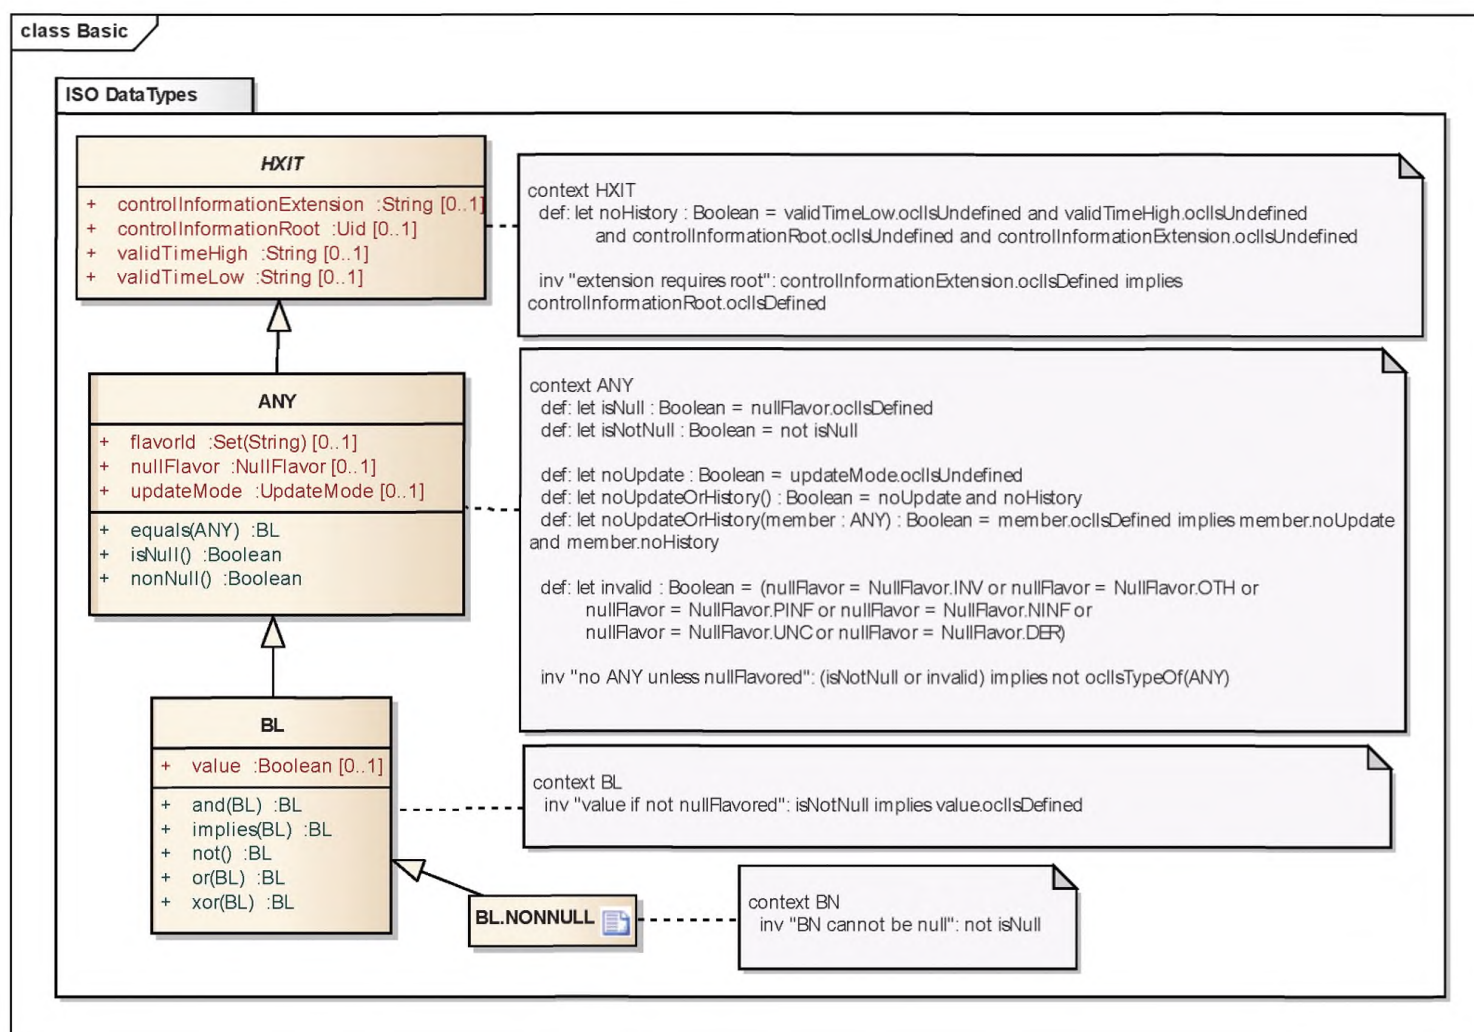 class Basic
ISO DataTypes
HXIT
+ controlInformationExtension :String [0..1]
+ controlInformationRoot :Uid [0..1]
+ validTimeHigh :String [0..1]
+ validTimeLow :String [0..1]
context HXIT
def: let noHistory : Boolean = validTimeLow.oclIsUndefined and validTimeHigh.oclIsUndefined
and controlInformationRoot.oclIsUndefined and controlInformationExtension.oclIsUndefined
inv "extension requires root": controlInformationExtension.oclIsDefined implies
controlInformationRoot.oclIsDefined
ANY
+ flavorId :Set(String) [0..1]
+ nullFlavor :NullFlavor [0..1]
+ updateMode :UpdateMode [0..1]
+ equals(ANY) :BL
+ isNull() :Boolean
+ nonNull() :Boolean
context ANY
def: let isNull : Boolean = nullFlavor.oclIsDefined
def: let isNotNull : Boolean = not isNull
def: let noUpdate : Boolean = updateMode.oclIsUndefined
def: let noUpdateOrHistory() : Boolean = noUpdate and noHistory
def: let noUpdateOrHistory(member : ANY) : Boolean = member.oclIsDefined implies member.noUpdate
and member.noHistory
def: let invalid : Boolean = (nullFlavor = NullFlavor.INV or nullFlavor = NullFlavor.OTH or
nullFlavor = NullFlavor.PINF or nullFlavor = NullFlavor.NINF or
nullFlavor = NullFlavor.UNC or nullFlavor = NullFlavor.DER)
inv "no ANY unless nullFlavored": (isNotNull or invalid) implies not oclIsTypeOf(ANY)
BL
+ value :Boolean [0..1]
+ and(BL) :BL
+ implies(BL) :BL
+ not() :BL
+ or(BL) :BL
+ xor(BL) :BL
context BL
inv "value if not nullFlavored": isNotNull implies value.oclIsDefined
BL.NONNULL
context BN
inv "BN cannot be null": not isNull